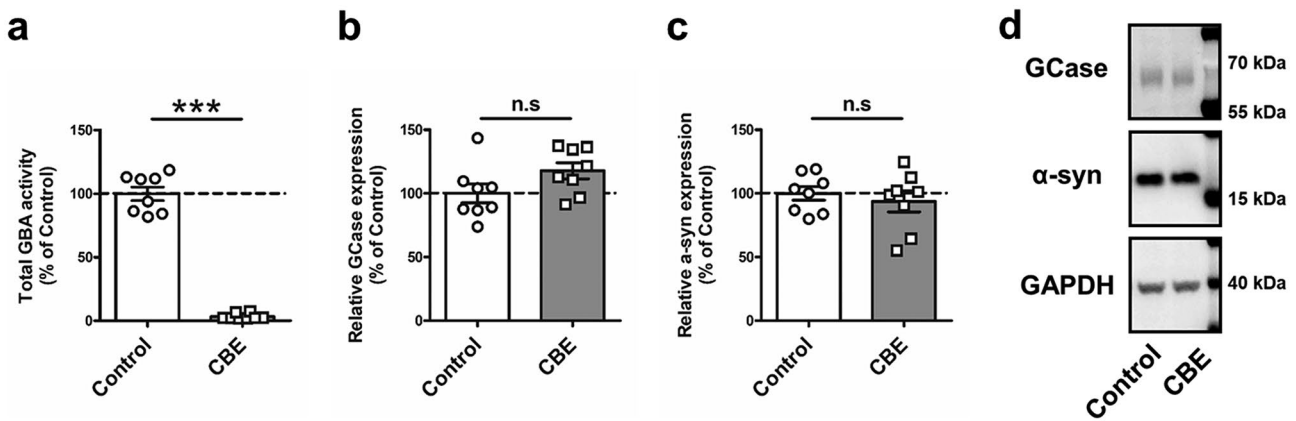 a
***
Total GBA activity
(% of Control)
150
100
50
0
Control
CBE
b
n.s
Relative GCase expression
(% of Control)
150
100
50
0
Control
CBE
c
n.s
Relative a-syn expression
(% of Control)
150
100
50
0
Control
CBE
d
GCase
70 kDa
55 kDa
α-syn
15 kDa
GAPDH
40 kDa
Control
CBE